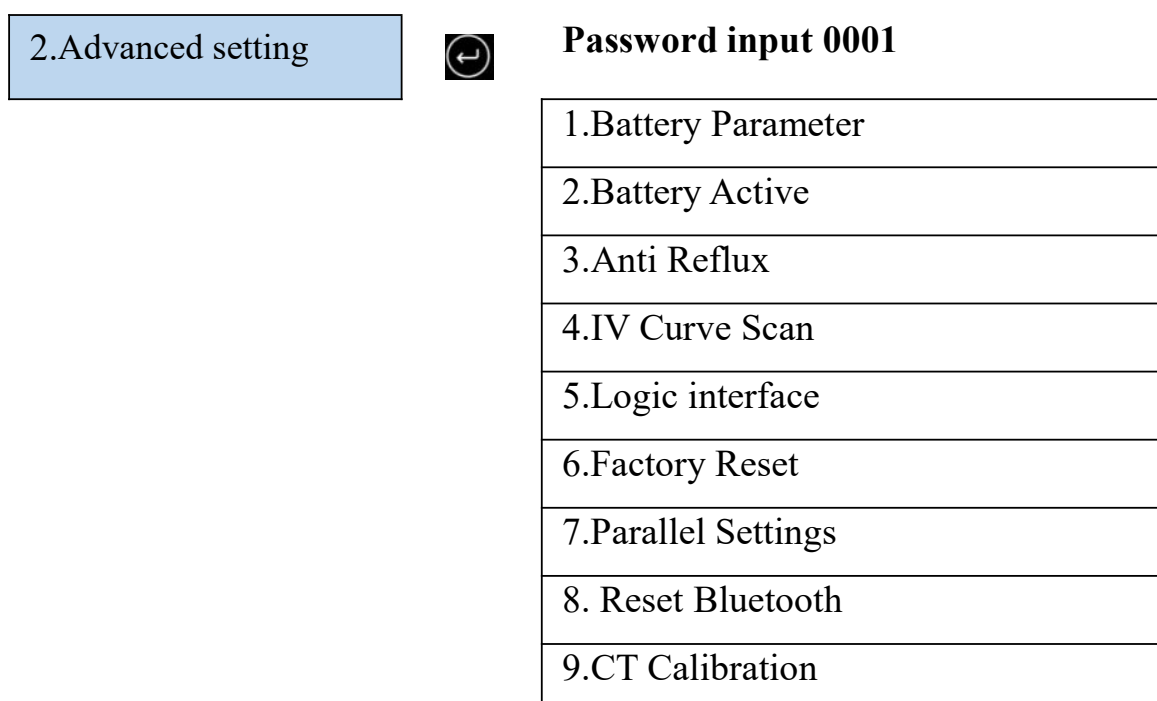 2.Advanced setting
Password input 0001
1.Battery Parameter
2.Battery Active
3.Anti Reflux
4.IV Curve Scan
5.Logic interface
6.Factory Reset
7.Parallel Settings
8. Reset Bluetooth
9.CT Calibration